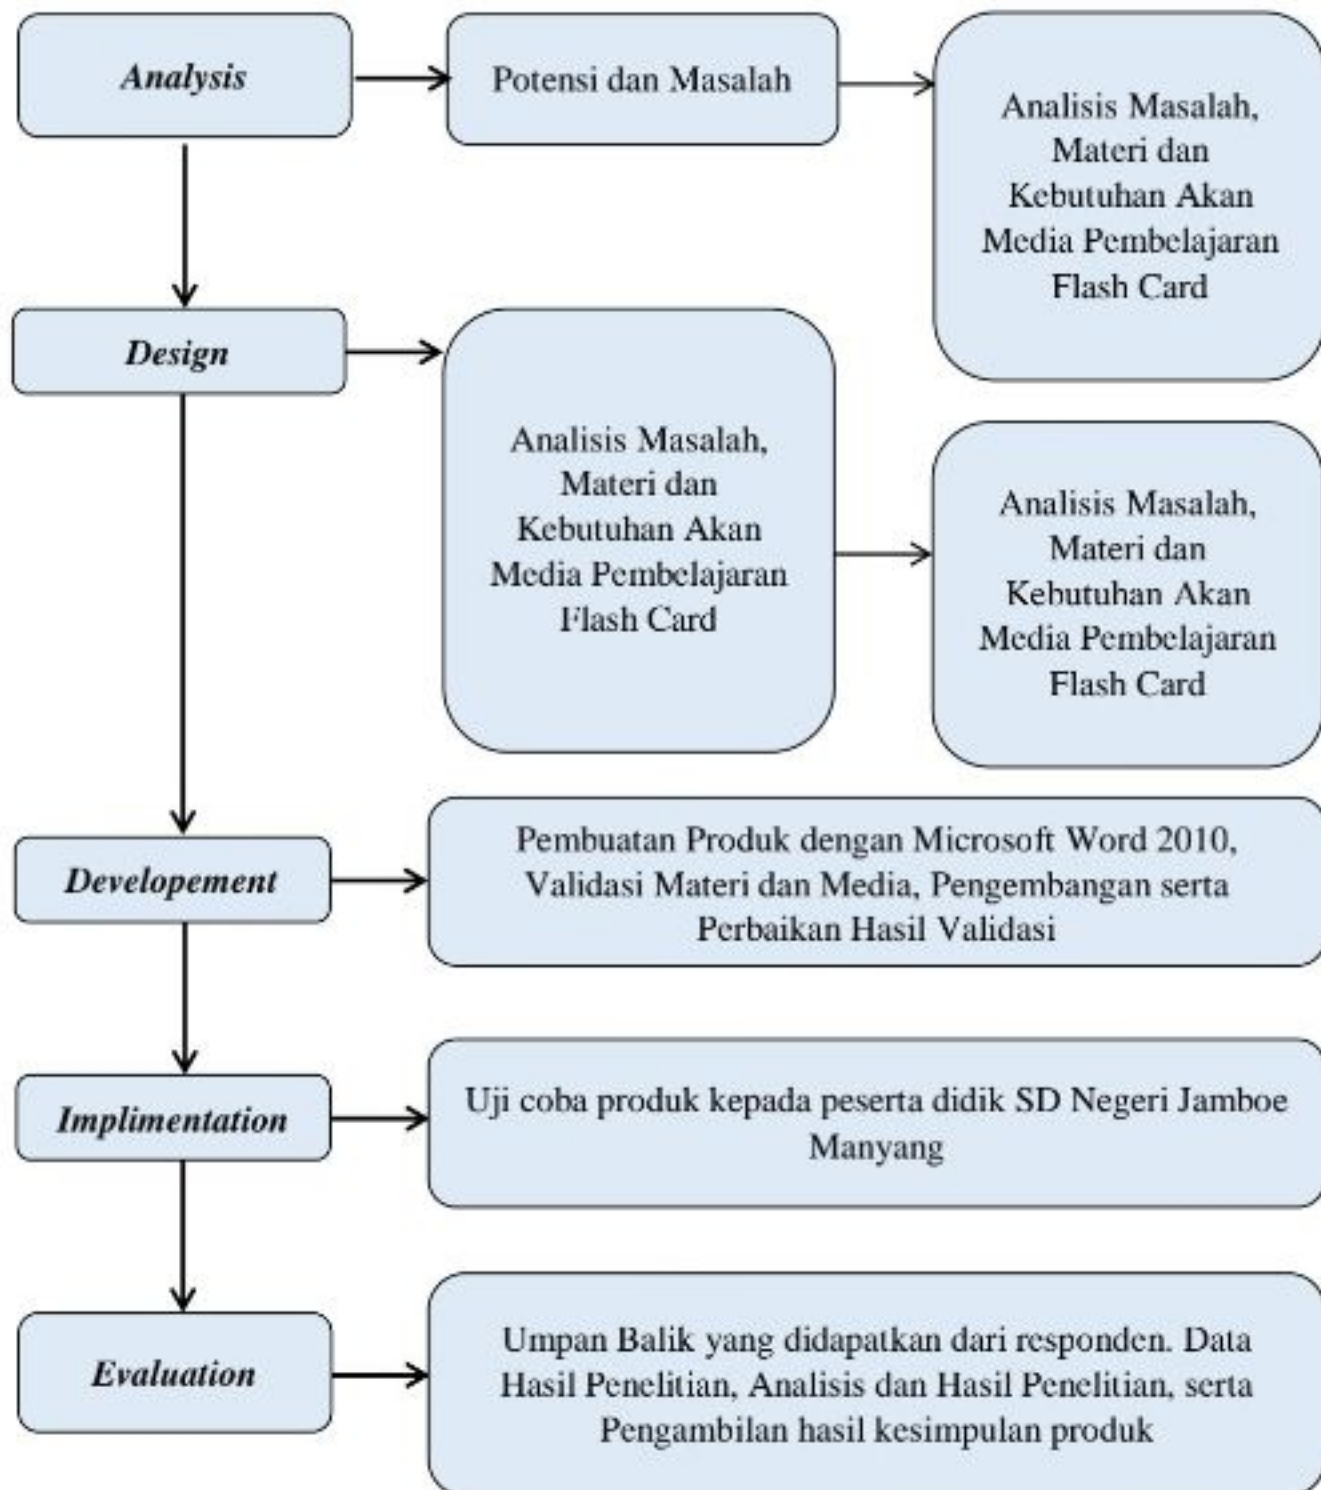 Analysis
Potensi dan Masalah
Analisis Masalah,
Materi dan
Kebutuhan Akan
Media Pembelajaran
Flash Card
Design
Analisis Masalah,
Materi dan
Kebutuhan Akan
Media Pembelajaran
Flash Card
Analisis Masalah,
Materi dan
Kebutuhan Akan
Media Pembelajaran
Flash Card
Developement
Pembuatan Produk dengan Microsoft Word 2010,
Validasi Materi dan Media, Pengembangan serta
Perbaikan Hasil Validasi
Implimentation
Uji coba produk kepada peserta didik SD Negeri Jamboe
Manyang
Evaluation
Umpan Balik yang didapatkan dari responden. Data
Hasil Penelitian, Analisis dan Hasil Penelitian, serta
Pengambilan hasil kesimpulan produk